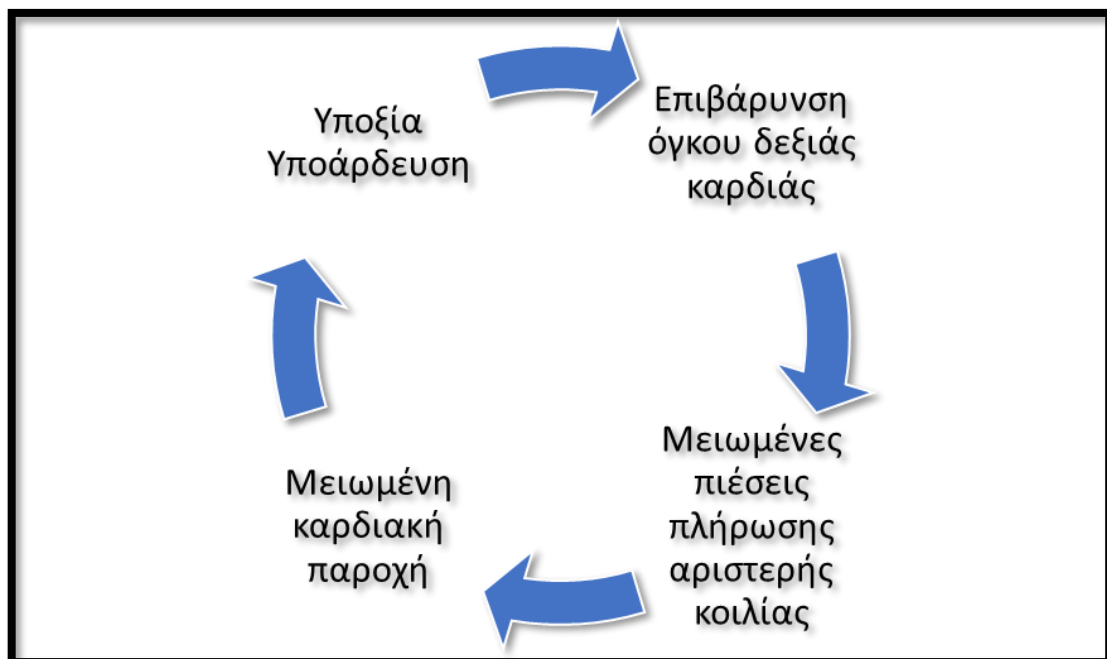 Υποξία
Υποάρδευση
Επιβάρυνση
όγκου δεξιάς
καρδιάς
Μειωμένες
πιέσεις
πλήρωσης
αριστερής
κοιλίας
Μειωμένη
καρδιακή
παροχή